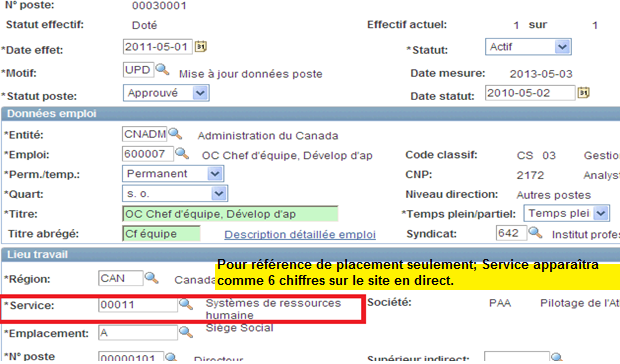 N° poste: 00030001
Statut effectif: Doté Effectif actuel: 1 sur 1
*Date effet: 2011-05-01 31 *Statut: Actif
*Motif: UPD Mise à jour données poste Date mesure: 2013-05-03
*Statut poste: Approuvé Date statut: 2010-05-02 31
Données emploi
*Entité: CNADM Administration du Canada
*Emploi: 600007 OC Chef d'équipe, Dévelop d'ap Code classif: CS 03 Gestio
*Perm./temp.: Permanent CNP: 2172 Analyst
*Quart: s. o. Niveau direction: Autres postes
*Titre: OC Chef d'équipe, Dévelop d'ap *Temps plein/partiel: Temps plei
Titre abrégé: Cf équipe Description détaillée emploi Syndicat: 642 Institut profes
Lieu travail
Pour référence de placement seulement; Service apparaîtra
comme 6 chiffres sur le site en direct.
*Région: CAN Canada
*Service: 00011 Systèmes de ressources humaine Société: PAA Pilotage de l'At
*Emplacement: A Siège Social
*N° poste 00000101 Directeur Supérieur indirect: